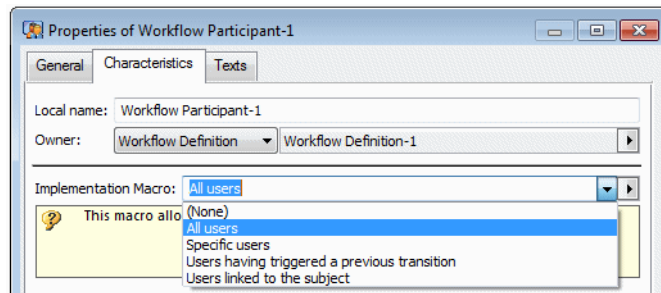 Properties of Workflow Participant-1
General Characteristics Texts
Local name: Workflow Participant-1
Owner: Workflow Definition Workflow Definition-1
Implementation Macro: All users
This macro allo
(None)
All users
Specific users
Users having triggered a previous transition
Users linked to the subject